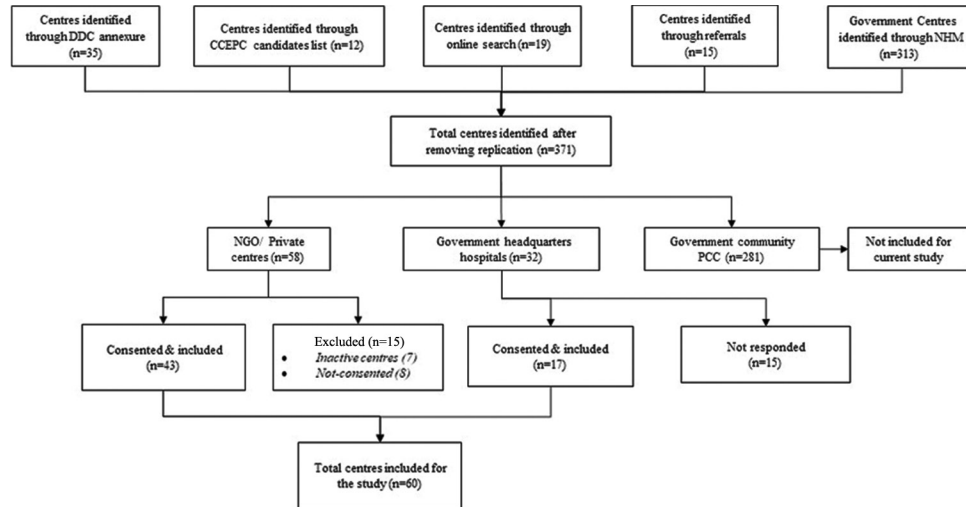 Centres identified
through DDC annexure
(n=35)
Centres identified through
CCEPC candidates list (n=12)
Centres identified through
online search (n=19)
Centres identified
through referrals
(n=15)
Government Centres
identified through NHM
(n=313)
Total centres identified after
removing replication (n=371)
NGO/ Private
centres (n=58)
Government headquarters
hospitals (n=32)
Government community
PCC (n=281)
Not included for
current study
Consented & included
(n=43)
Excluded (n=15)
• Inactive centres (7)
• Not-consented (8)
Consented & included
(n=17)
Not responded
(n=15)
Total centres included for
the study (n=60)